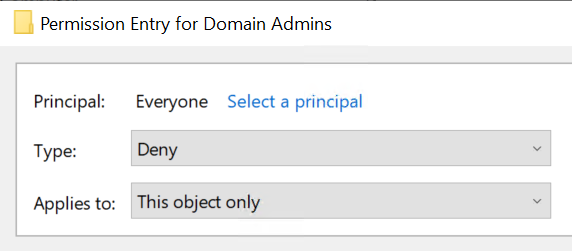 Permission Entry for Domain Admins
Principal: Everyone Select a principal
Type: Deny
Applies to: This object only